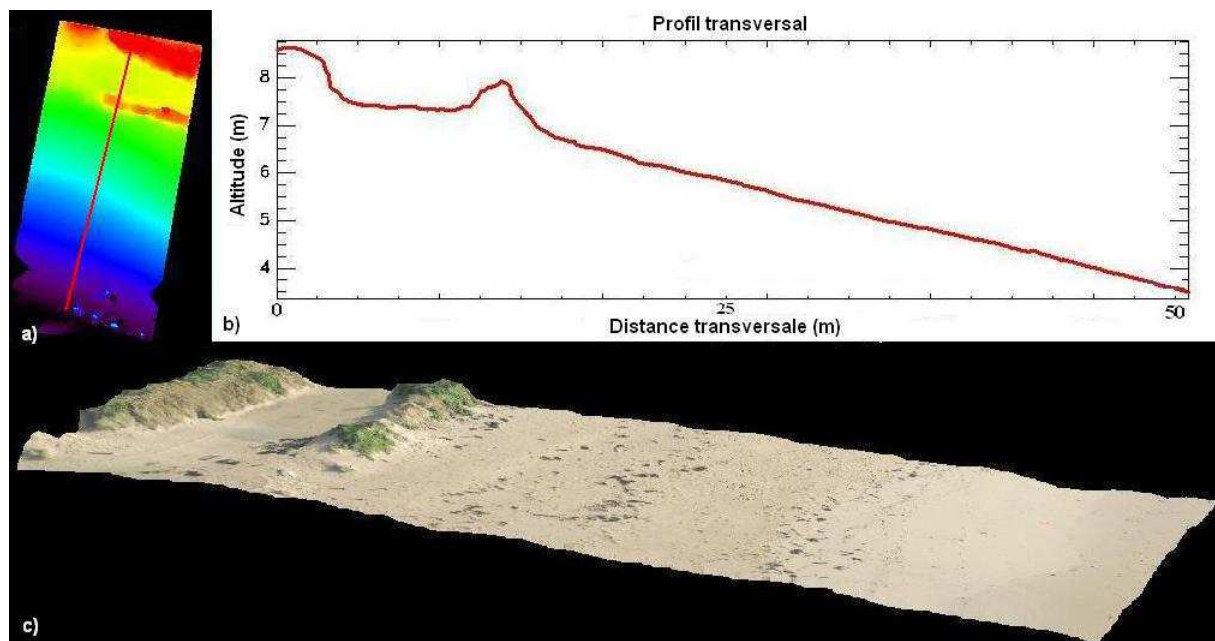 Profil transversal
Altitude (m)
8
7
6
5
4
0
25
50
Distance transversale (m)
a)
b)
c)